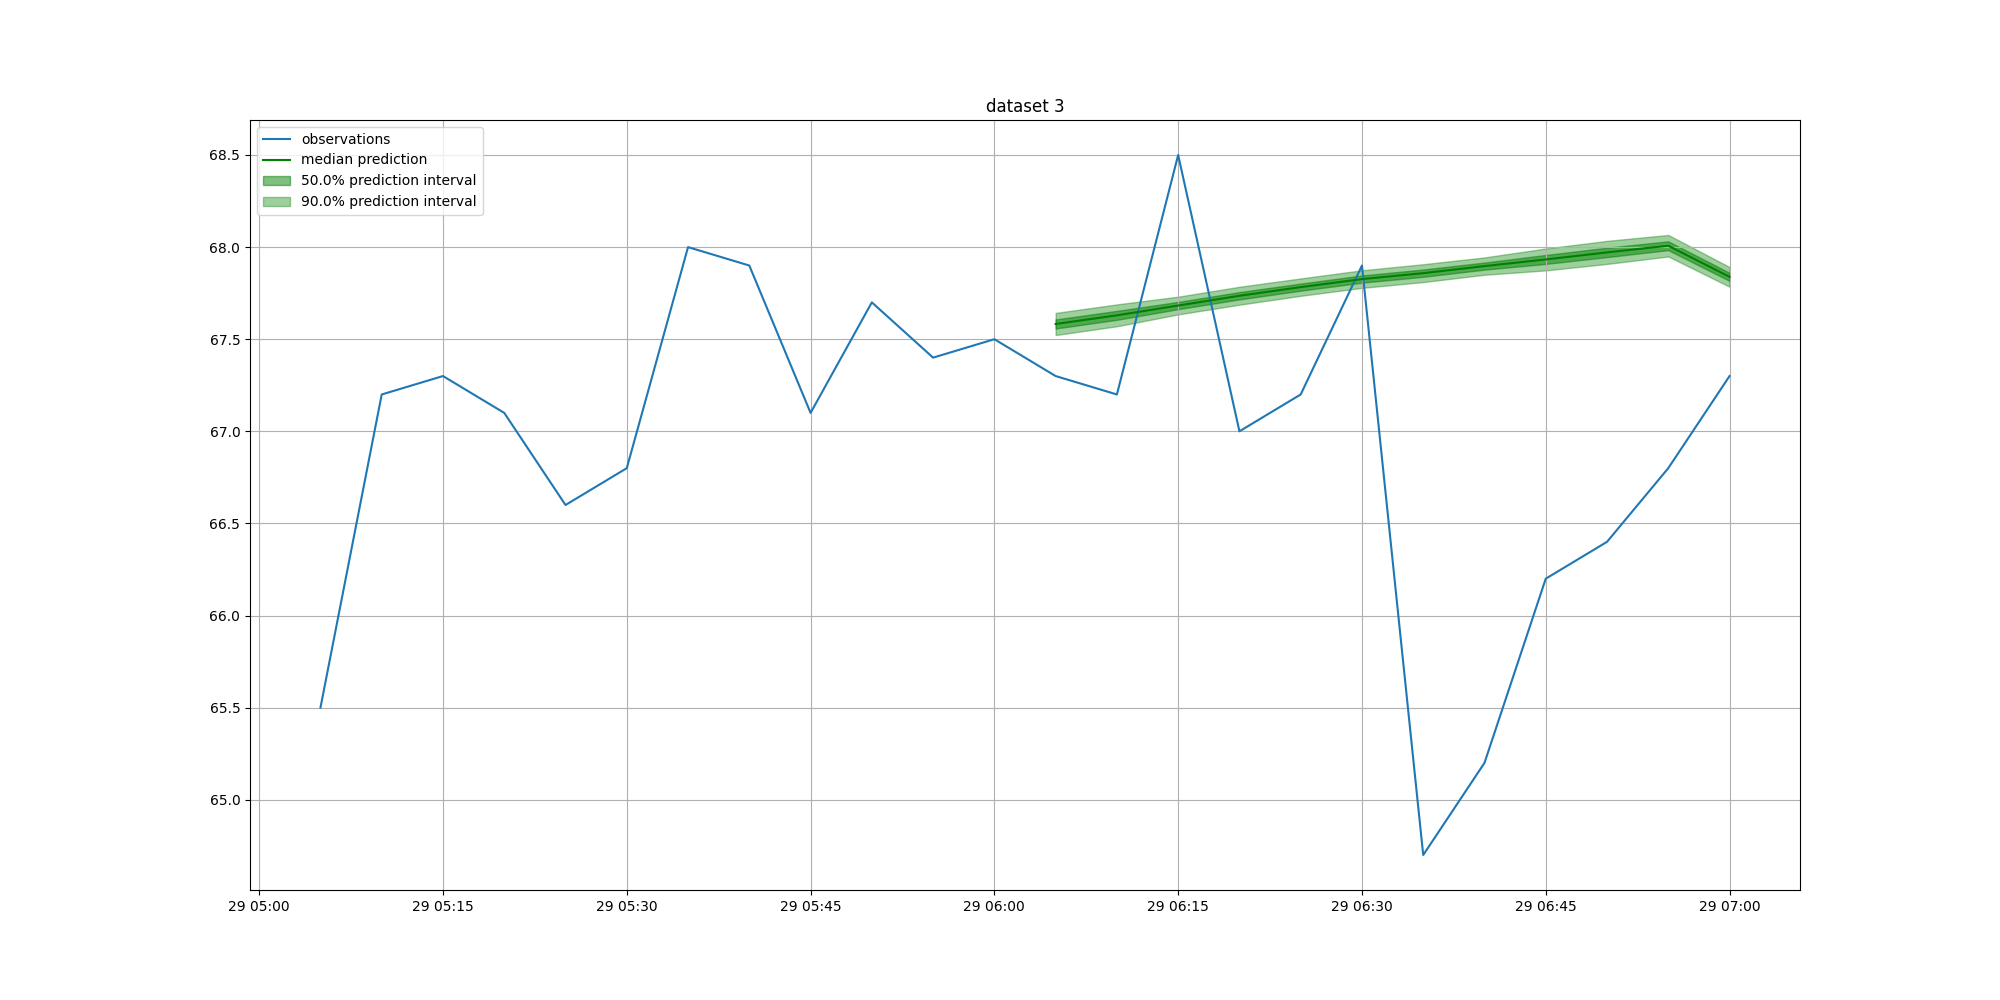 dataset 3
observations
median prediction
50.0% prediction interval
90.0% prediction interval
68.5
68.0
67.5
67.0
66.5
66.0
65.5
65.0
29 05:00 29 05:15 29 05:30 29 05:45 29 06:00 29 06:15 29 06:30 29 06:45 29 07:00